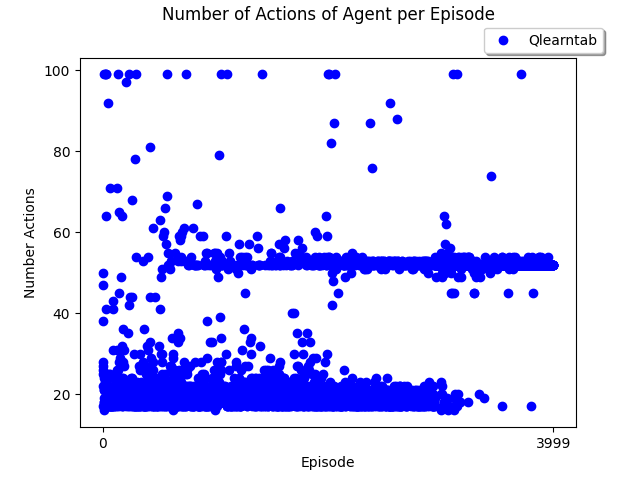 Number of Actions of Agent per Episode
Qlearntab
100
80
60
40
20
Number Actions
0
3999
Episode